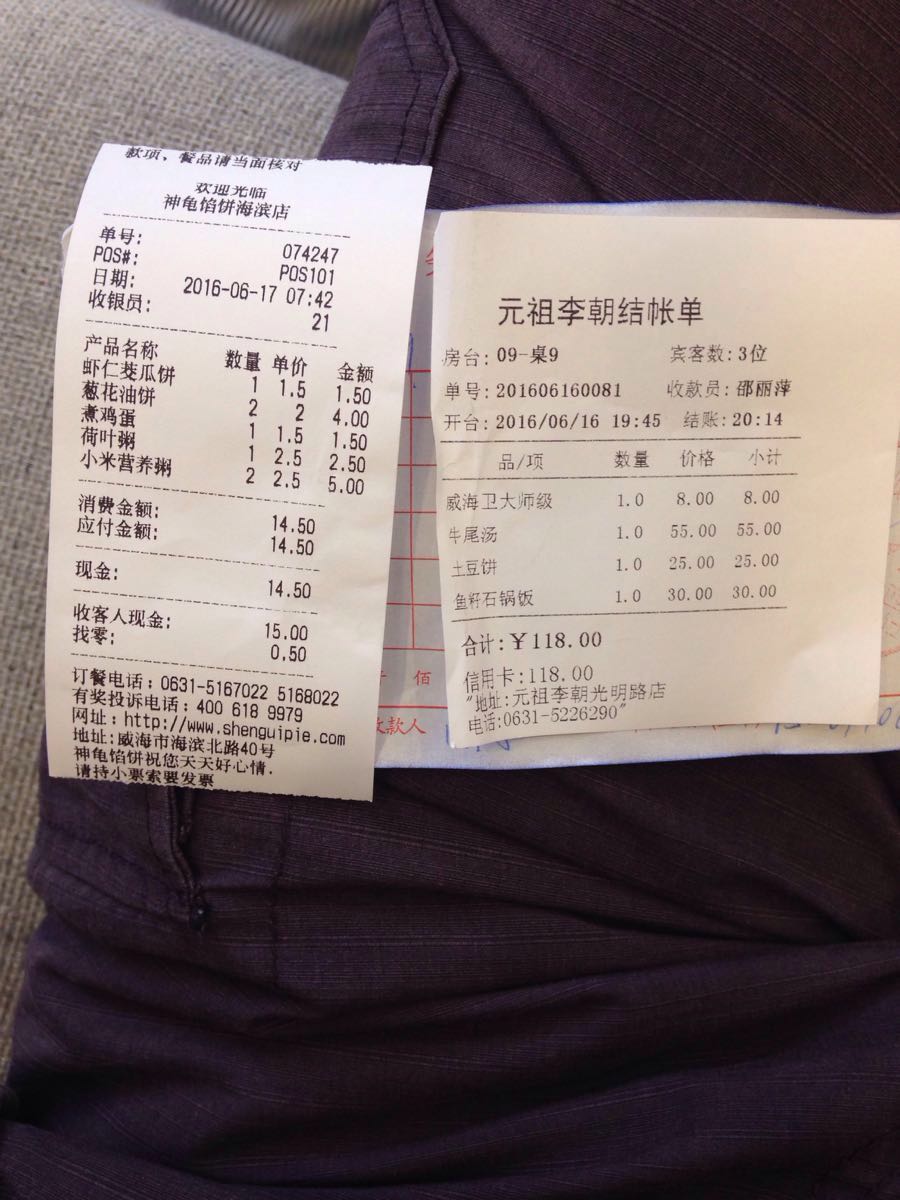 款项、餐品请当面核对
欢迎光临
神龟馅饼海滨店
单号: 074247
POS#: POS101
日期: 2016-06-17 07:42
收银员: 21
产品名称 数量 单价 金额
虾仁茭瓜饼 1 1.5 1.50
葱花油饼 2 2 4.00
煮鸡蛋 1 1.5 1.50
荷叶粥 1 2.5 2.50
小米营养粥 2 2.5 5.00
消费金额: 14.50
应付金额: 14.50
现金: 14.50
收客人现金: 15.00
找零: 0.50
订餐电话: 0631-5167022 5168022
有奖投诉电话: 400 618 9979
网址: http://www.shenguipie.com
地址:威海市海滨北路40号
神龟馅饼祝您天天好心情.
请持小票索要发票
元祖李朝结帐单
房台: 09-桌9 宾客数: 3位
单号: 201606160081 收款员: 邵丽萍
开台: 2016/06/16 19:45 结账: 20:14
品/项 数量 价格 小计
威海卫大师级 1.0 8.00 8.00
牛尾汤 1.0 55.00 55.00
土豆饼 1.0 25.00 25.00
鱼籽石锅饭 1.0 30.00 30.00
合计: ¥118.00
信用卡:118.00
"地址:元祖李朝光明路店
电话:0631-5226290"
佰
收款人